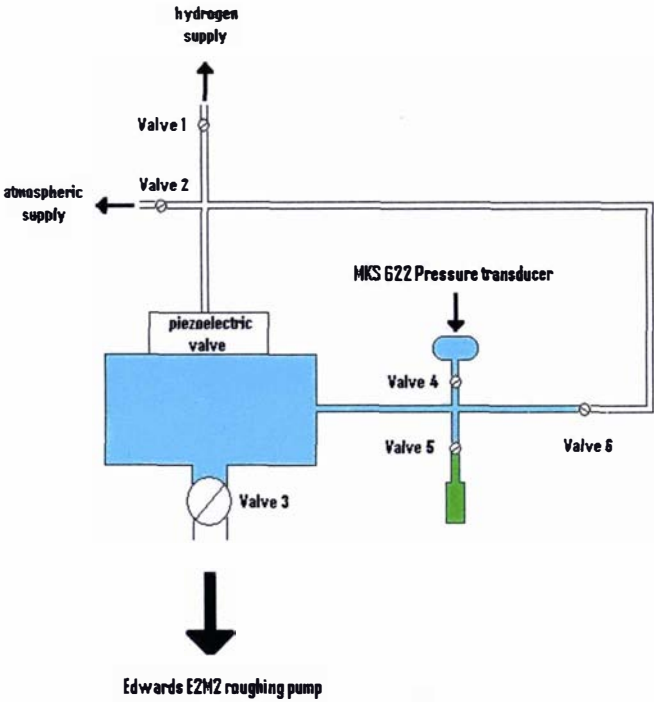 hydrogen
supply
Valve 1
Valve 2
atmospheric
supply
MKS 622 Pressure transducer
piezoelectric
valve
Valve 4
Valve 5
Valve 6
Valve 3
Edwards E2M2 roughing pump